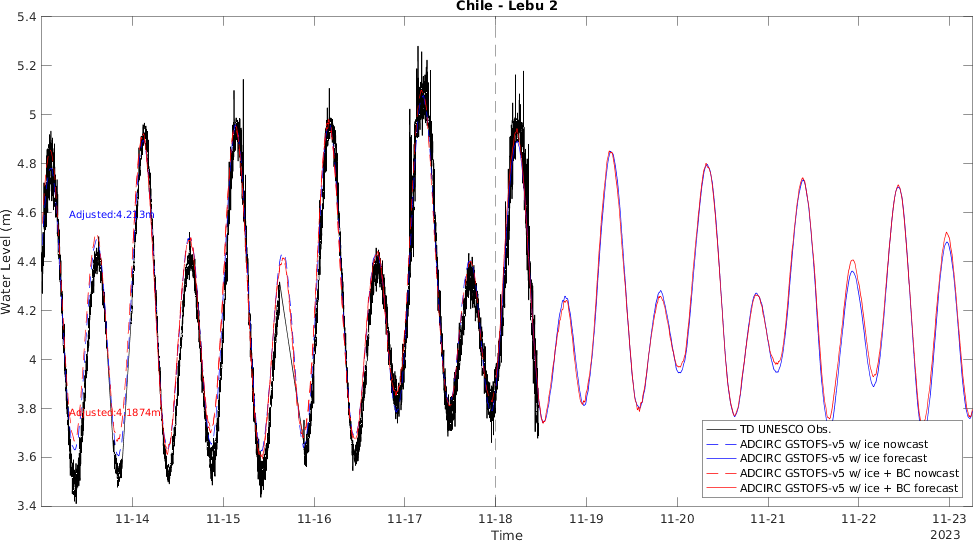 Chile - Lebu 2
5.4
5.2
5
4.8
4.6
4.4
4.2
4
3.8
3.6
3.4
Water Level (m)
Adjusted:4.213m
Adjusted:4.1874m
TD UNESCO Obs.
ADCIRC GSTOFS-v5 w/ ice nowcast
ADCIRC GSTOFS-v5 w/ ice forecast
ADCIRC GSTOFS-v5 w/ ice + BC nowcast
ADCIRC GSTOFS-v5 w/ ice + BC forecast
11-14 11-15 11-16 11-17 11-18 11-19 11-20 11-21 11-22 11-23
2023
Time